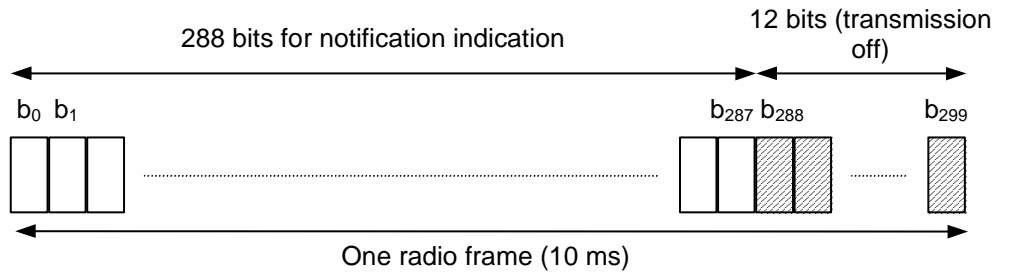 12 bits (transmission
off)
288 bits for notification indication
b₀ b₁ b₂₈₇ b₂₈₈ b₂₉₉
One radio frame (10 ms)